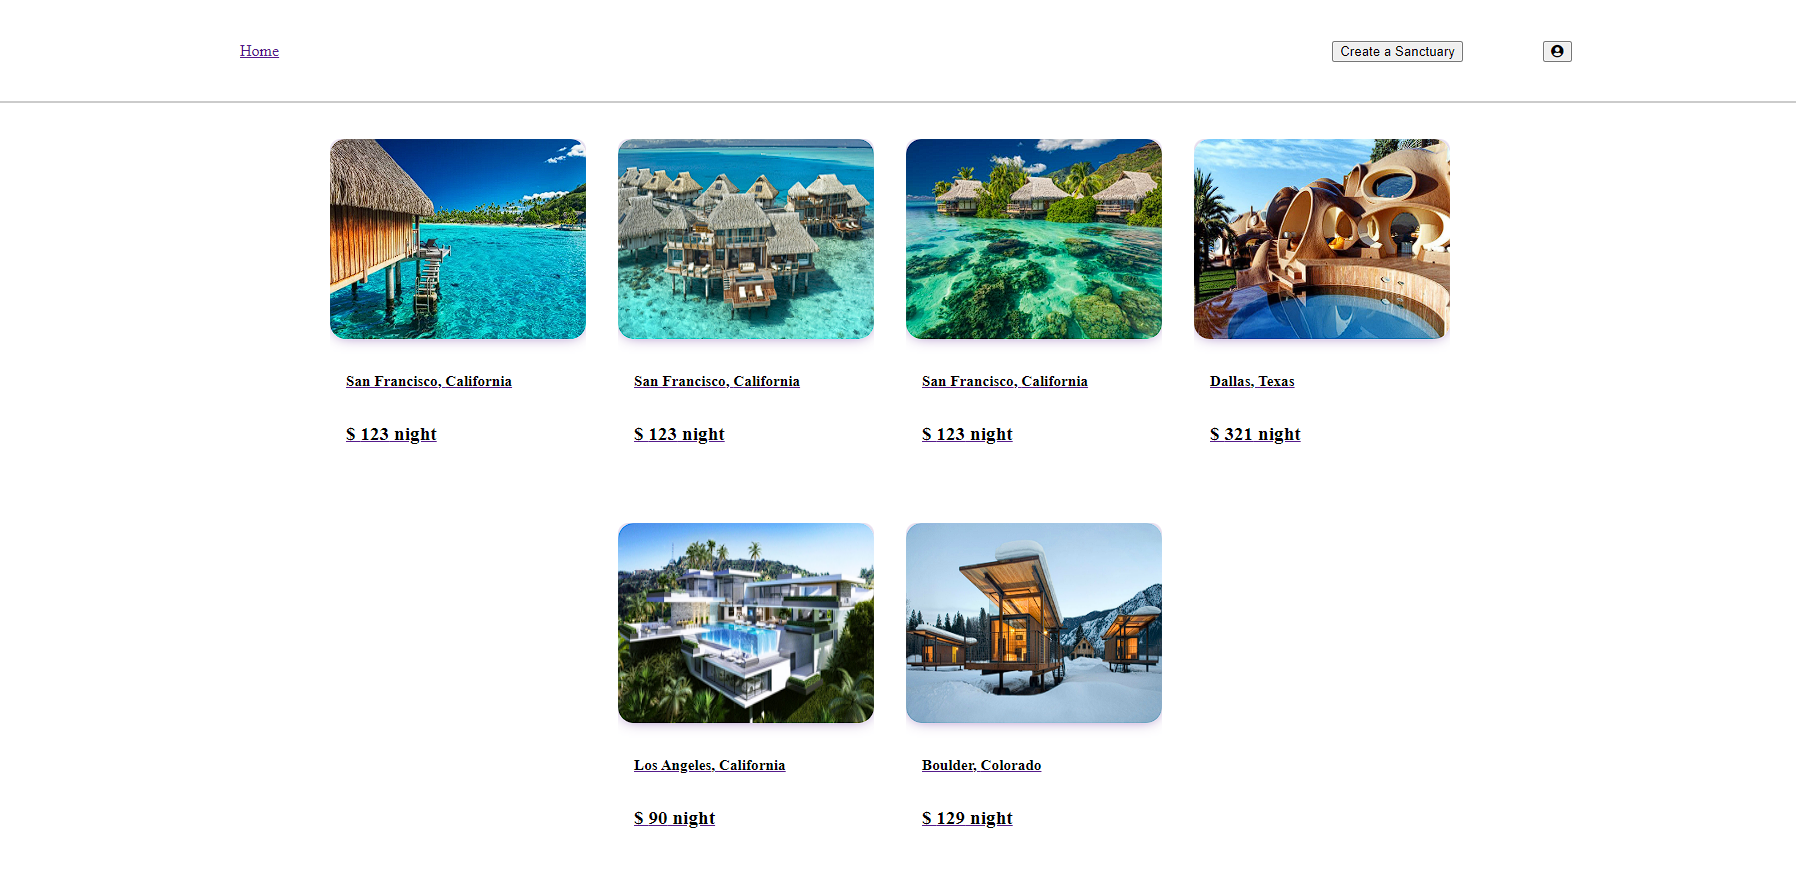 Home
Create a Sanctuary
San Francisco, California
$ 123 night
San Francisco, California
$ 123 night
San Francisco, California
$ 123 night
Dallas, Texas
$ 321 night
Los Angeles, California
$ 90 night
Boulder, Colorado
$ 129 night